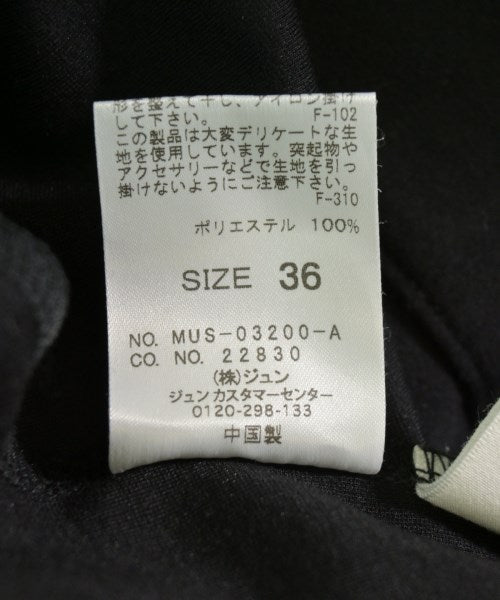 形を整えて干し、アイロン掛け
して下さい。 F-102
この製品は大変デリケートな生
地を使用しています。突起物や
アクセサリーなどで生地を引っ
掛けないようにご注意下さい。
F-310
ポリエステル 100%
SIZE 36
NO. MUS-03200-A
CO. NO. 22830
(株)ジュン
ジュン カスタマーセンター
0120-298-133
中国製